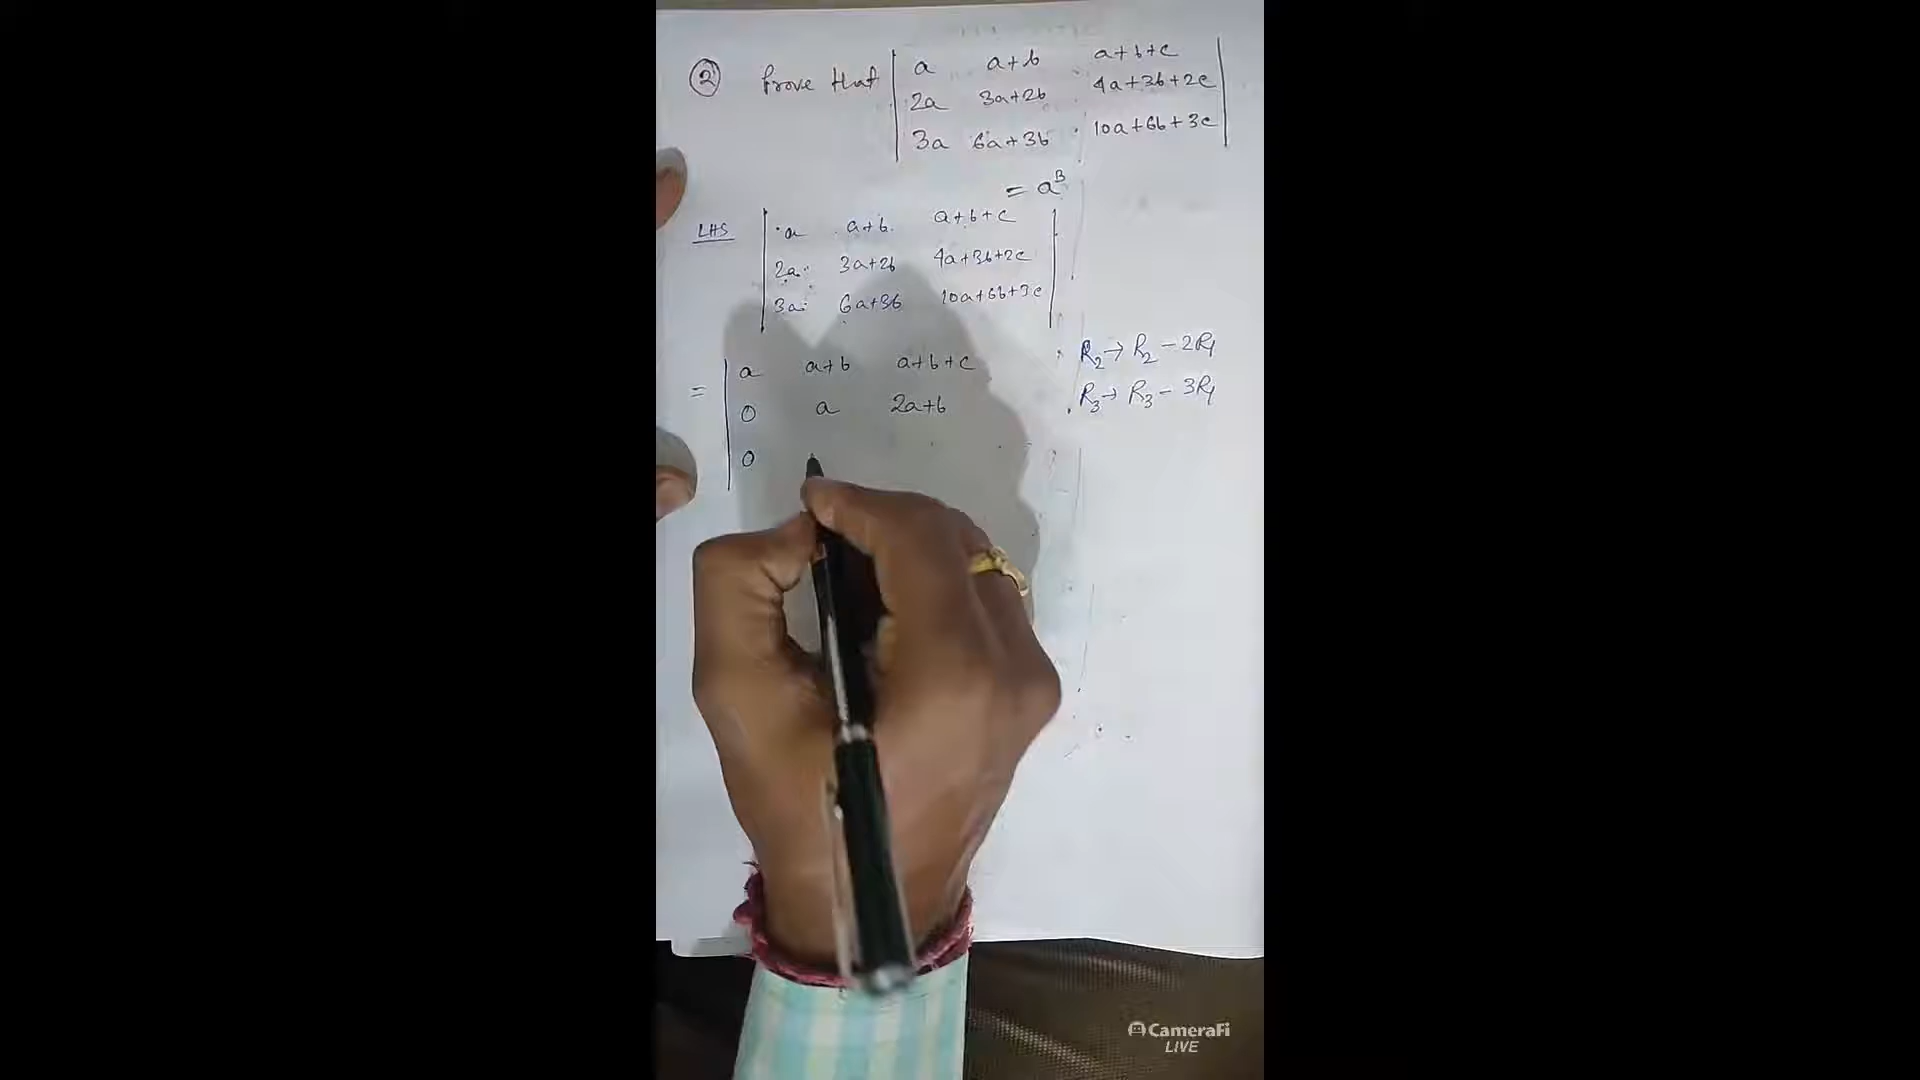 ② Prove that | a a+b a+b+c |
| 2a 3a+2b 4a+3b+2c |
| 3a 6a+3b 10a+6b+3c |
= a³
LHS | a a+b a+b+c |
| 2a 3a+2b 4a+3b+2c |
| 3a 6a+3b 10a+6b+3c |
= | a a+b a+b+c R₂→R₂-2R₁
| 0 a 2a+b R₃→R₃-3R₁
| 0
CameraFi
LIVE